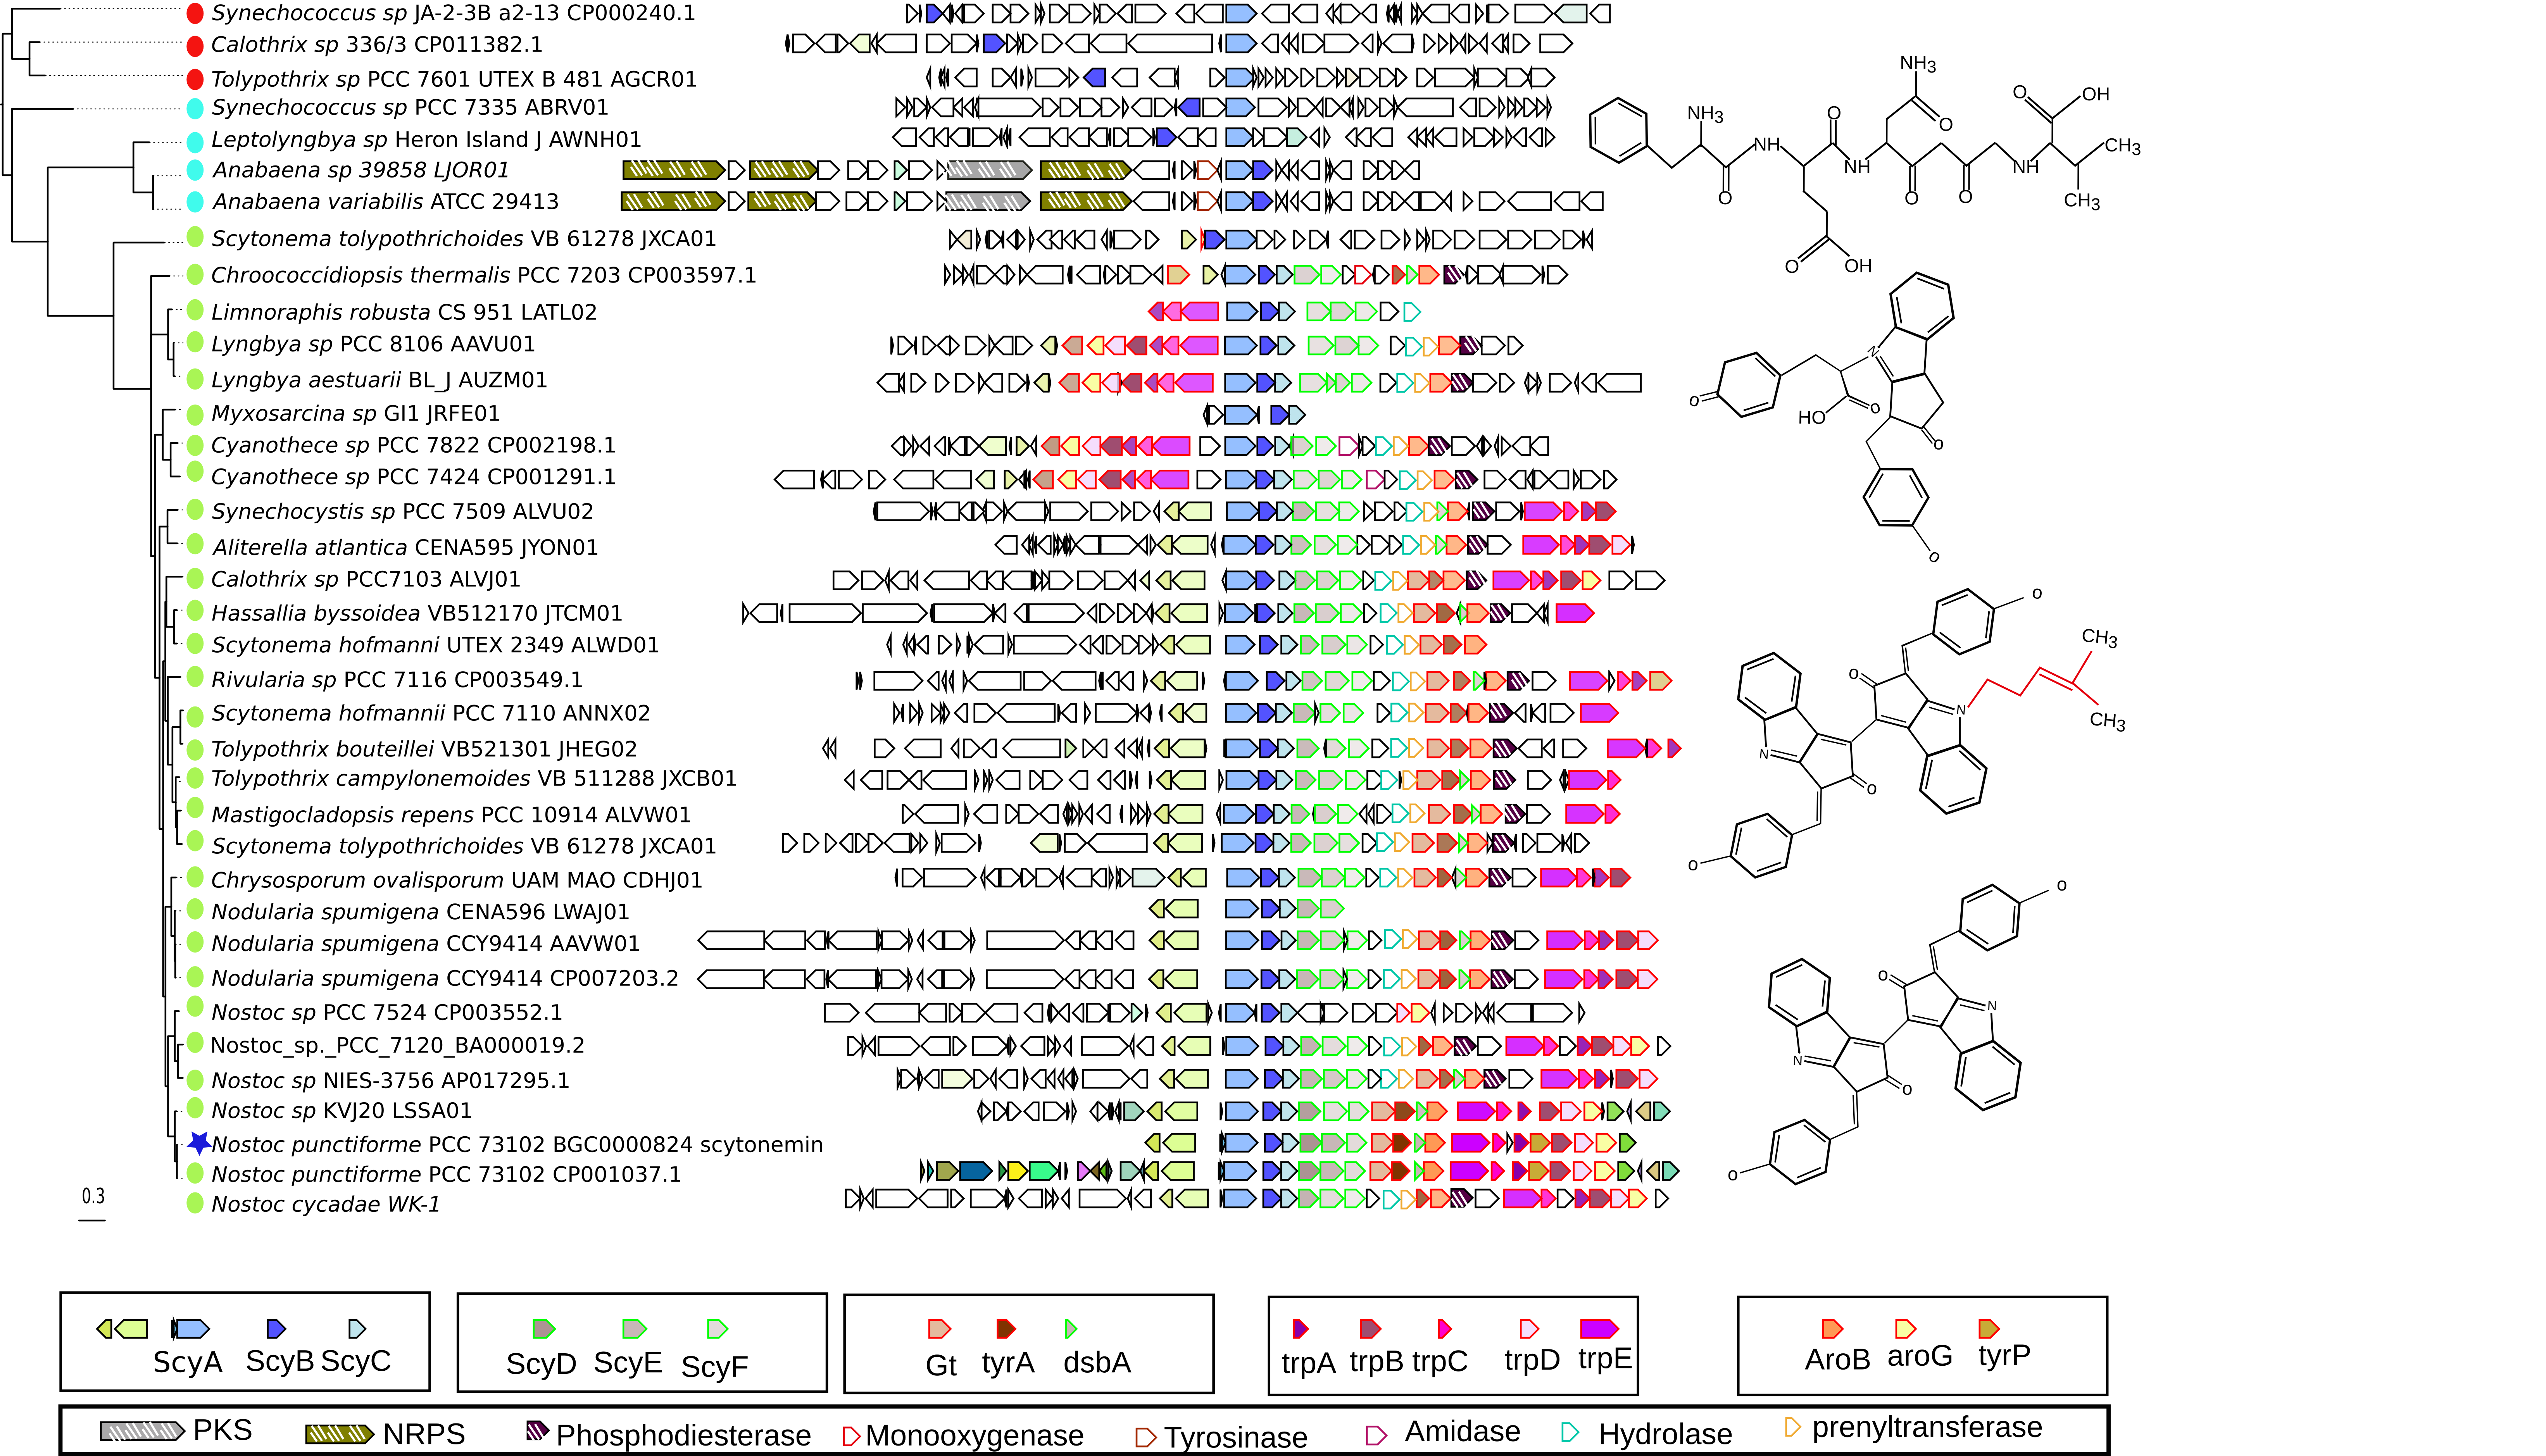 Synechococcus sp JA-2-3B a2-13 CP000240.1
Calothrix sp 336/3 CP011382.1
Tolypothrix sp PCC 7601 UTEX B 481 AGCR01
Synechococcus sp PCC 7335 ABRV01
Leptolyngbya sp Heron Island J AWNH01
Anabaena sp 39858 LJOR01
Anabaena variabilis ATCC 29413
Scytonema tolypothrichoides VB 61278 JXCA01
Chroococcidiopsis thermalis PCC 7203 CP003597.1
Limnoraphis robusta CS 951 LATL02
Lyngbya sp PCC 8106 AAVU01
Lyngbya aestuarii BL_J AUZM01
Myxosarcina sp GI1 JRFE01
Cyanothece sp PCC 7822 CP002198.1
Cyanothece sp PCC 7424 CP001291.1
Synechocystis sp PCC 7509 ALVU02
Aliterella atlantica CENA595 JYON01
Calothrix sp PCC7103 ALVJ01
Hassallia byssoidea VB512170 JTCM01
Scytonema hofmanni UTEX 2349 ALWD01
Rivularia sp PCC 7116 CP003549.1
Scytonema hofmannii PCC 7110 ANNX02
Tolypothrix bouteillei VB521301 JHEG02
Tolypothrix campylonemoides VB 511288 JXCB01
Mastigocladopsis repens PCC 10914 ALVW01
Scytonema tolypothrichoides VB 61278 JXCA01
Chrysosporum ovalisporum UAM MAO CDHJ01
Nodularia spumigena CENA596 LWAJ01
Nodularia spumigena CCY9414 AAVW01
Nodularia spumigena CCY9414 CP007203.2
Nostoc sp PCC 7524 CP003552.1
Nostoc_sp._PCC_7120_BA000019.2
Nostoc sp NIES-3756 AP017295.1
Nostoc sp KVJ20 LSSA01
Nostoc punctiforme PCC 73102 BGC0000824 scytonemin
Nostoc punctiforme PCC 73102 CP001037.1
Nostoc cycadae WK-1
0.3
NH3
O
OH
NH3
O
O
NH
CH3
NH
NH
O
O
O
CH3
O
OH
N
O
O
HO
O
O
O
CH3
O
N
CH3
N
O
O
O
O
N
N
O
O
ScyA ScyB ScyC
ScyD ScyE ScyF
Gt tyrA dsbA
trpA trpB trpC trpD trpE
AroB aroG tyrP
PKS NRPS Phosphodiesterase Monooxygenase Tyrosinase Amidase Hydrolase prenyltransferase